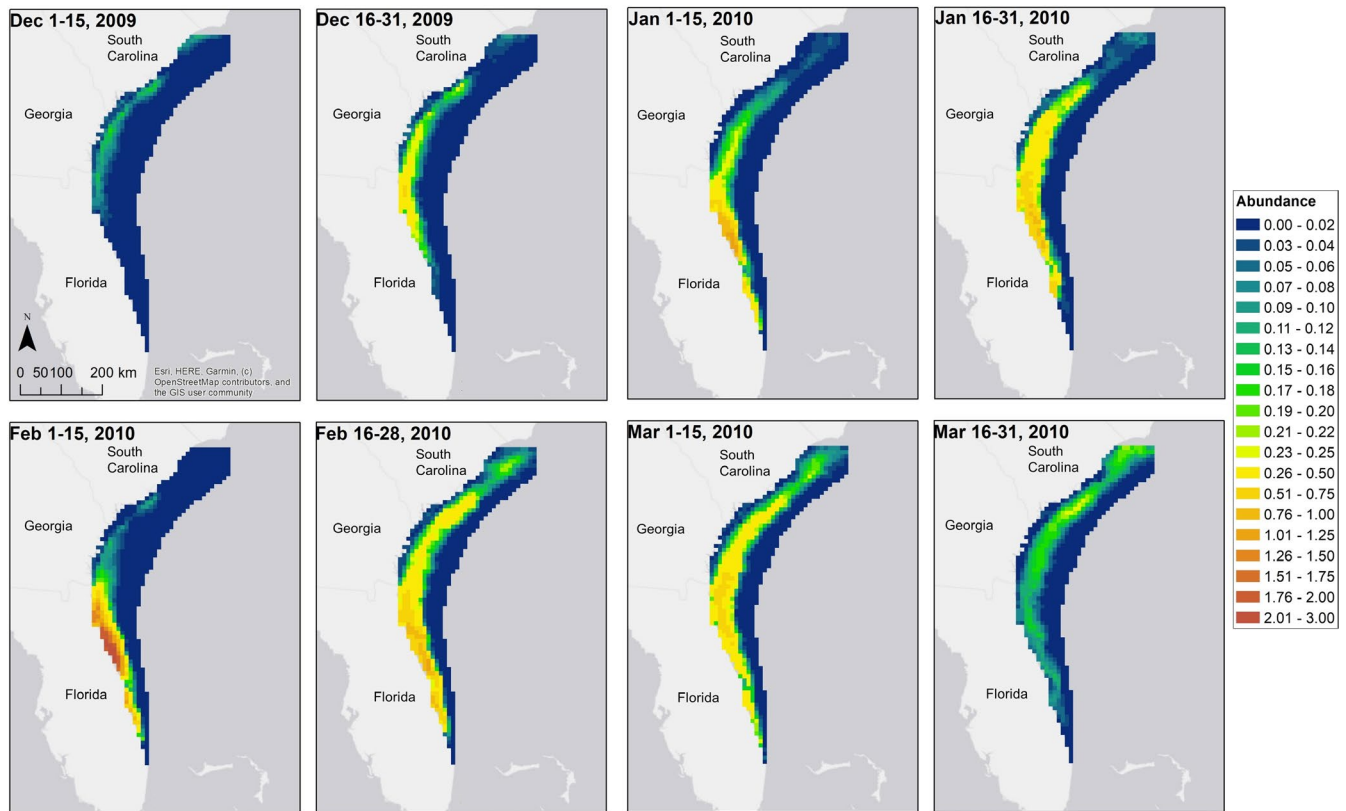 Dec 1-15, 2009
South
Carolina
Georgia
Florida
N
0 50 100 200 km
Esri, HERE, Garmin, (c)
OpenStreetMap contributors, and
the GIS user community
Dec 16-31, 2009
South
Carolina
Georgia
Florida
Jan 1-15, 2010
South
Carolina
Georgia
Florida
Jan 16-31, 2010
South
Carolina
Georgia
Florida
Abundance
0.00 - 0.02
0.03 - 0.04
0.05 - 0.06
0.07 - 0.08
0.09 - 0.10
0.11 - 0.12
0.13 - 0.14
0.15 - 0.16
0.17 - 0.18
0.19 - 0.20
0.21 - 0.22
0.23 - 0.25
0.26 - 0.50
0.51 - 0.75
0.76 - 1.00
1.01 - 1.25
1.26 - 1.50
1.51 - 1.75
1.76 - 2.00
2.01 - 3.00
Feb 1-15, 2010
South
Carolina
Georgia
Florida
Feb 16-28, 2010
South
Carolina
Georgia
Florida
Mar 1-15, 2010
South
Carolina
Georgia
Florida
Mar 16-31, 2010
South
Carolina
Georgia
Florida